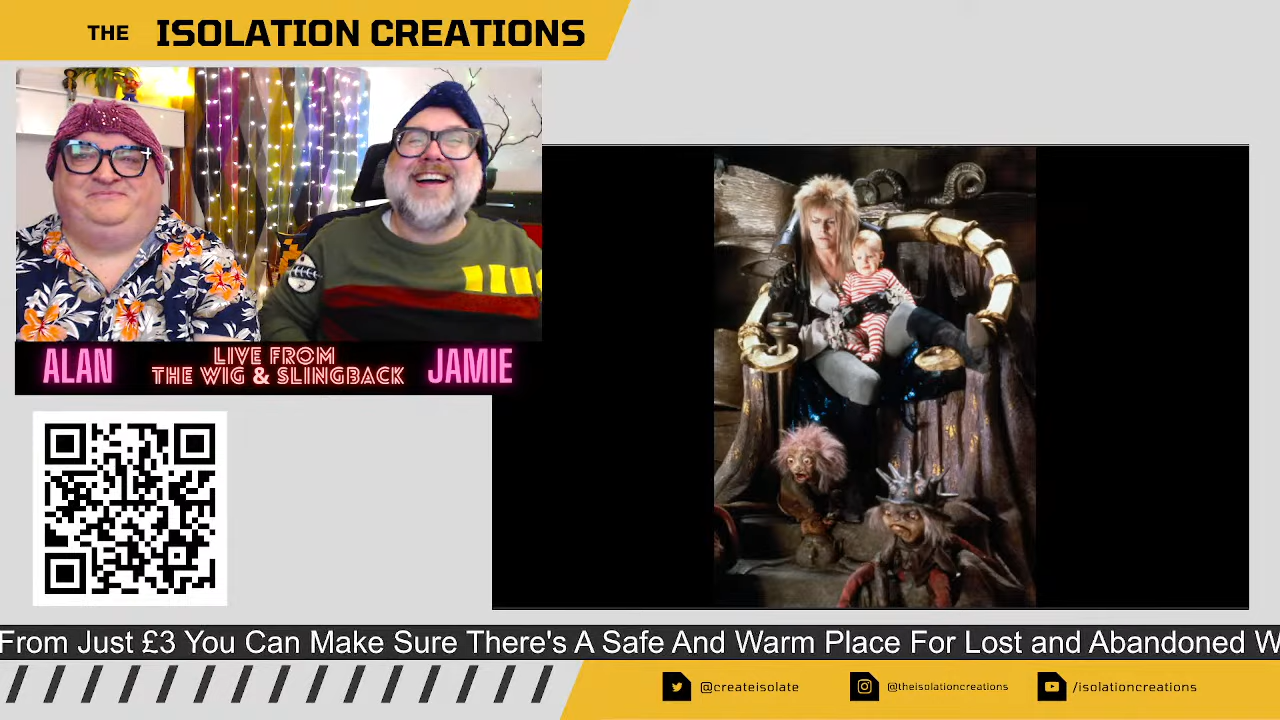 THE ISOLATION CREATIONS
ALAN
LIVE FROM
THE WIG & SLINGBACK
JAMIE
From Just £3 You Can Make Sure There's A Safe And Warm Place For Lost and Abandoned W
@createisolate
@theisolationcreations
/isolationcreations